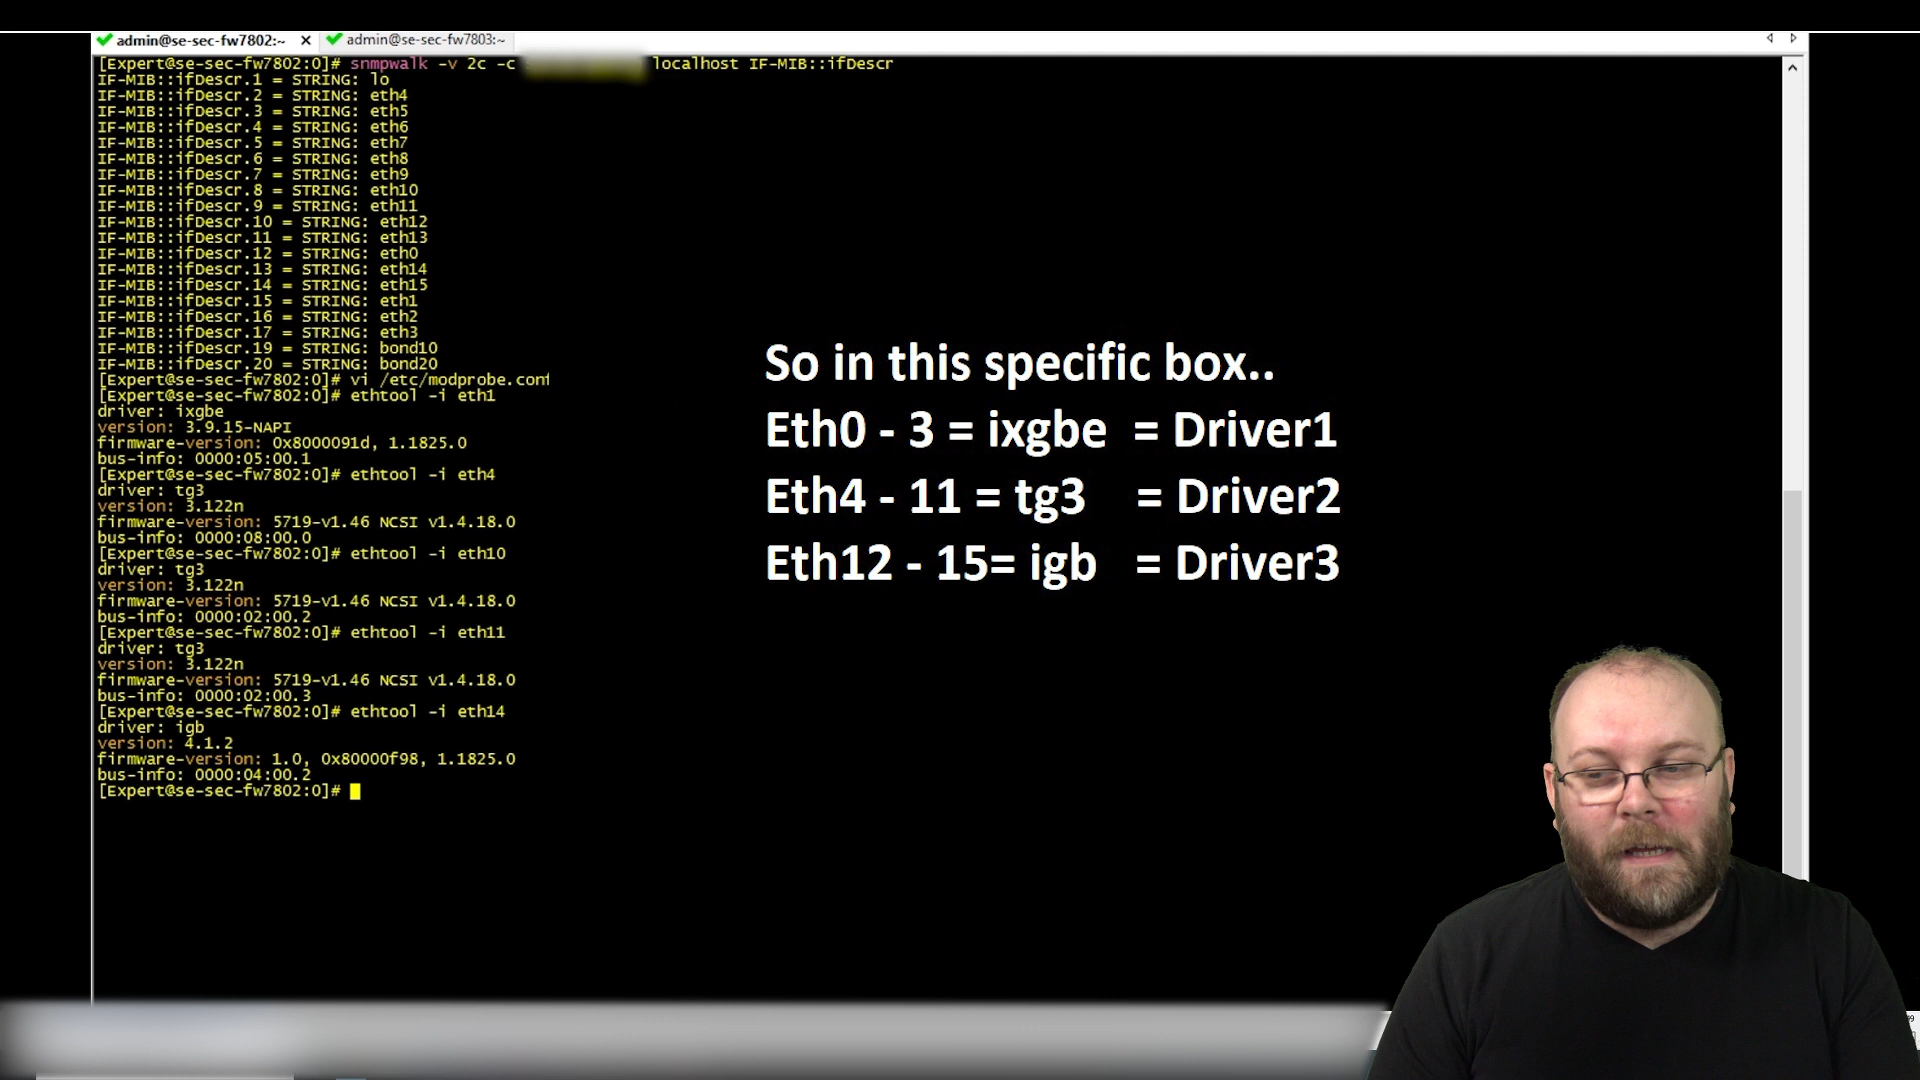 admin@se-sec-fw7802:~ × admin@se-sec-fw7803:~
[Expert@se-sec-fw7802:0]# snmpwalk -v 2c -c localhost IF-MIB::ifDescr
IF-MIB::ifDescr.1 = STRING: lo
IF-MIB::ifDescr.2 = STRING: eth4
IF-MIB::ifDescr.3 = STRING: eth5
IF-MIB::ifDescr.4 = STRING: eth6
IF-MIB::ifDescr.5 = STRING: eth7
IF-MIB::ifDescr.6 = STRING: eth8
IF-MIB::ifDescr.7 = STRING: eth9
IF-MIB::ifDescr.8 = STRING: eth10
IF-MIB::ifDescr.9 = STRING: eth11
IF-MIB::ifDescr.10 = STRING: eth12
IF-MIB::ifDescr.11 = STRING: eth13
IF-MIB::ifDescr.12 = STRING: eth0
IF-MIB::ifDescr.13 = STRING: eth14
IF-MIB::ifDescr.14 = STRING: eth15
IF-MIB::ifDescr.15 = STRING: eth1
IF-MIB::ifDescr.16 = STRING: eth2
IF-MIB::ifDescr.17 = STRING: eth3
IF-MIB::ifDescr.19 = STRING: bond10
IF-MIB::ifDescr.20 = STRING: bond20
[Expert@se-sec-fw7802:0]# vi /etc/modprobe.conf
[Expert@se-sec-fw7802:0]# ethtool -i eth1
driver: ixgbe
version: 3.9.15-NAPI
firmware-version: 0x8000091d, 1.1825.0
bus-info: 0000:05:00.1
[Expert@se-sec-fw7802:0]# ethtool -i eth4
driver: tg3
version: 3.122n
firmware-version: 5719-v1.46 NCSI v1.4.18.0
bus-info: 0000:08:00.0
[Expert@se-sec-fw7802:0]# ethtool -i eth10
driver: tg3
version: 3.122n
firmware-version: 5719-v1.46 NCSI v1.4.18.0
bus-info: 0000:02:00.2
[Expert@se-sec-fw7802:0]# ethtool -i eth11
driver: tg3
version: 3.122n
firmware-version: 5719-v1.46 NCSI v1.4.18.0
bus-info: 0000:02:00.3
[Expert@se-sec-fw7802:0]# ethtool -i eth14
driver: igb
version: 4.1.2
firmware-version: 1.0, 0x80000f98, 1.1825.0
bus-info: 0000:04:00.2
[Expert@se-sec-fw7802:0]#
So in this specific box..
Eth0 - 3 = ixgbe = Driver1
Eth4 - 11 = tg3 = Driver2
Eth12 - 15= igb = Driver3